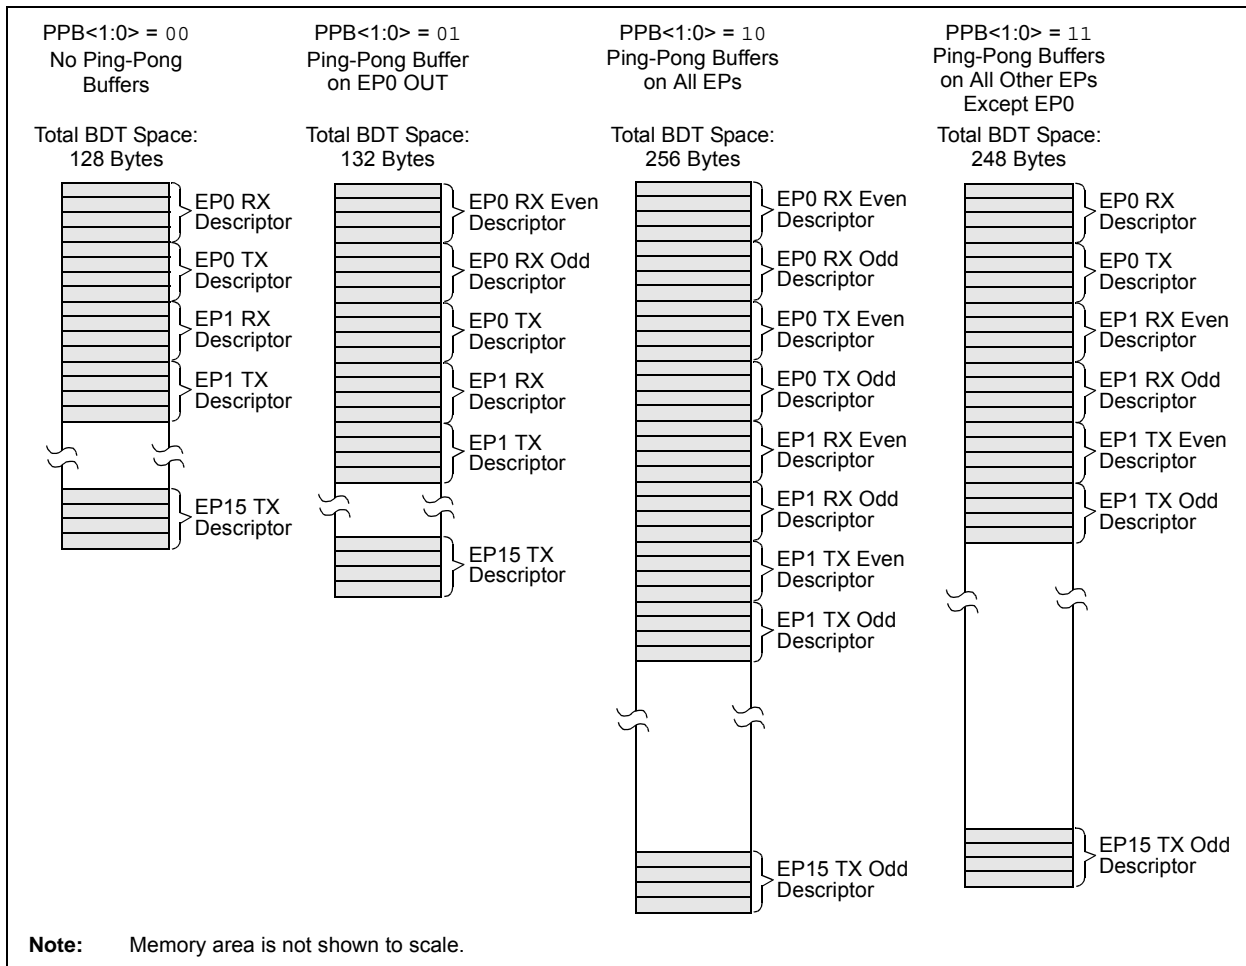 PPB<1:0> = 00
No Ping-Pong
Buffers
Total BDT Space:
128 Bytes
EP0 RX
Descriptor
EP0 TX
Descriptor
EP1 RX
Descriptor
EP1 TX
Descriptor
EP15 TX
Descriptor
PPB<1:0> = 01
Ping-Pong Buffer
on EP0 OUT
Total BDT Space:
132 Bytes
EP0 RX Even
Descriptor
EP0 RX Odd
Descriptor
EP0 TX
Descriptor
EP1 RX
Descriptor
EP1 TX
Descriptor
EP15 TX
Descriptor
PPB<1:0> = 10
Ping-Pong Buffers
on All EPs
Total BDT Space:
256 Bytes
EP0 RX Even
Descriptor
EP0 RX Odd
Descriptor
EP0 TX Even
Descriptor
EP0 TX Odd
Descriptor
EP1 RX Even
Descriptor
EP1 RX Odd
Descriptor
EP1 TX Even
Descriptor
EP1 TX Odd
Descriptor
EP15 TX Odd
Descriptor
PPB<1:0> = 11
Ping-Pong Buffers
on All Other EPs
Except EP0
Total BDT Space:
248 Bytes
EP0 RX
Descriptor
EP0 TX
Descriptor
EP1 RX Even
Descriptor
EP1 RX Odd
Descriptor
EP1 TX Even
Descriptor
EP1 TX Odd
Descriptor
EP15 TX Odd
Descriptor
Note: Memory area is not shown to scale.